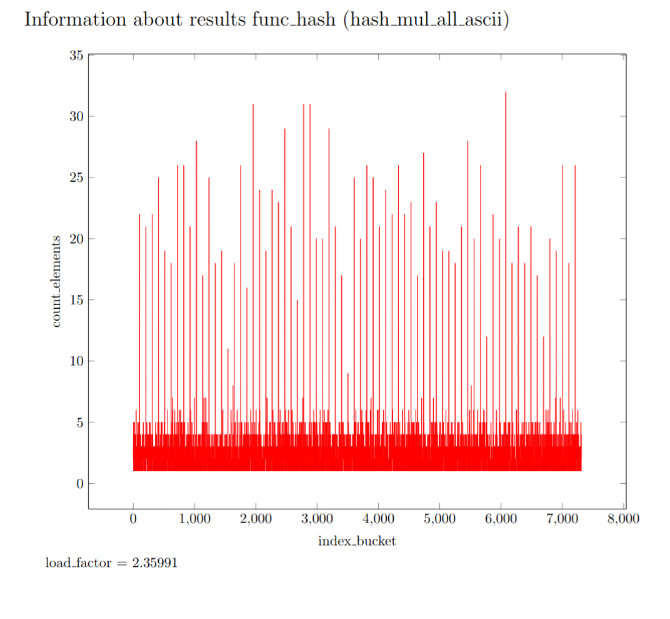 Information about results func_hash (hash_mul_all_ascii)
35
30
25
20
15
10
5
0
count_elements
0 1,000 2,000 3,000 4,000 5,000 6,000 7,000 8,000
index_bucket
load_factor = 2.35991